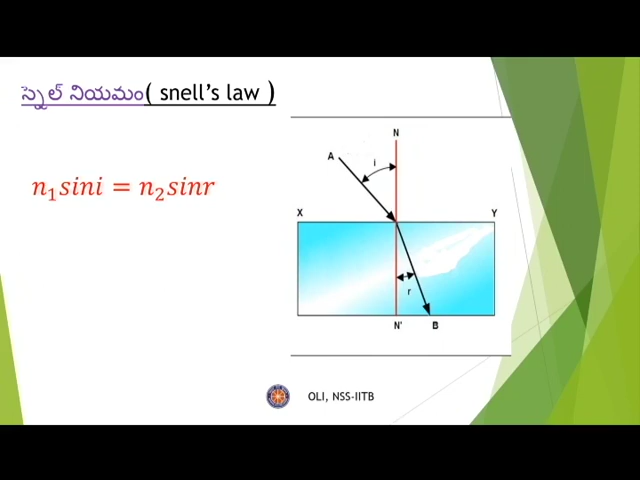 స్నెల్ నియమం( snell's law )
n₁sini = n₂sinr
N
A
i
X
Y
r
N'
B
OLI, NSS-IITB